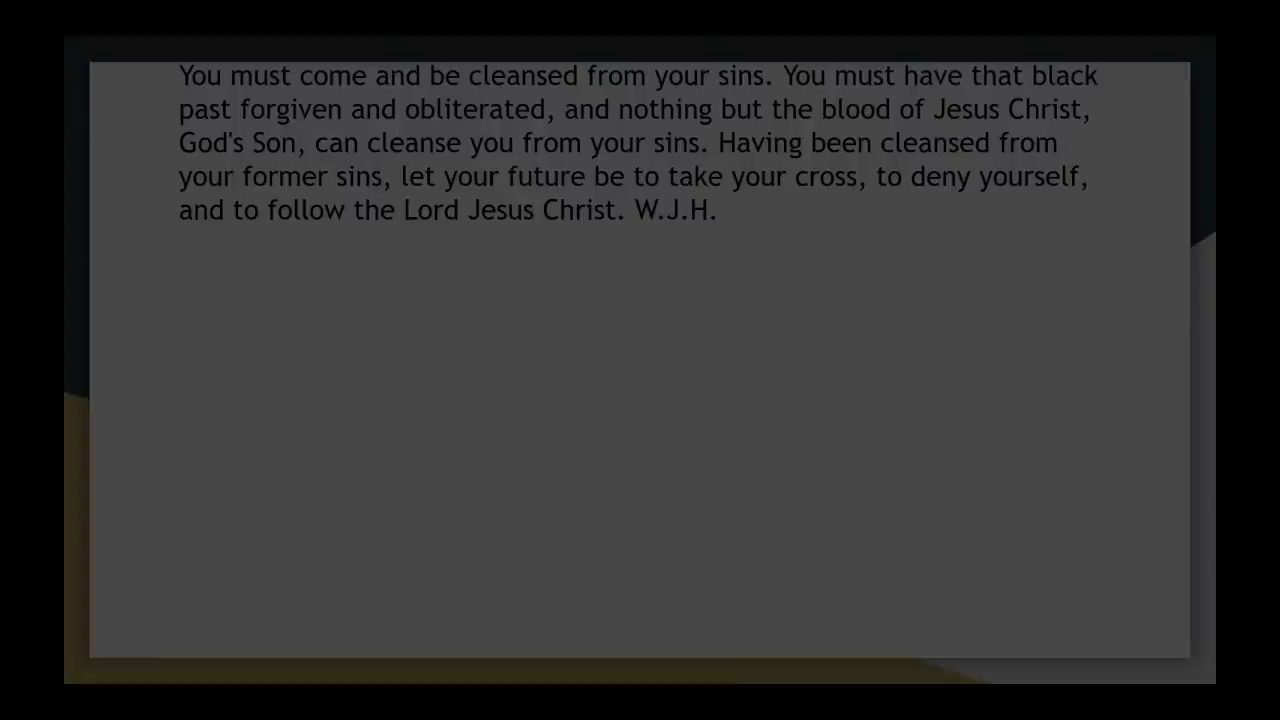 You must come and be cleansed from your sins. You must have that black
past forgiven and obliterated, and nothing but the blood of Jesus Christ,
God's Son, can cleanse you from your sins. Having been cleansed from
your former sins, let your future be to take your cross, to deny yourself,
and to follow the Lord Jesus Christ. W.J.H.